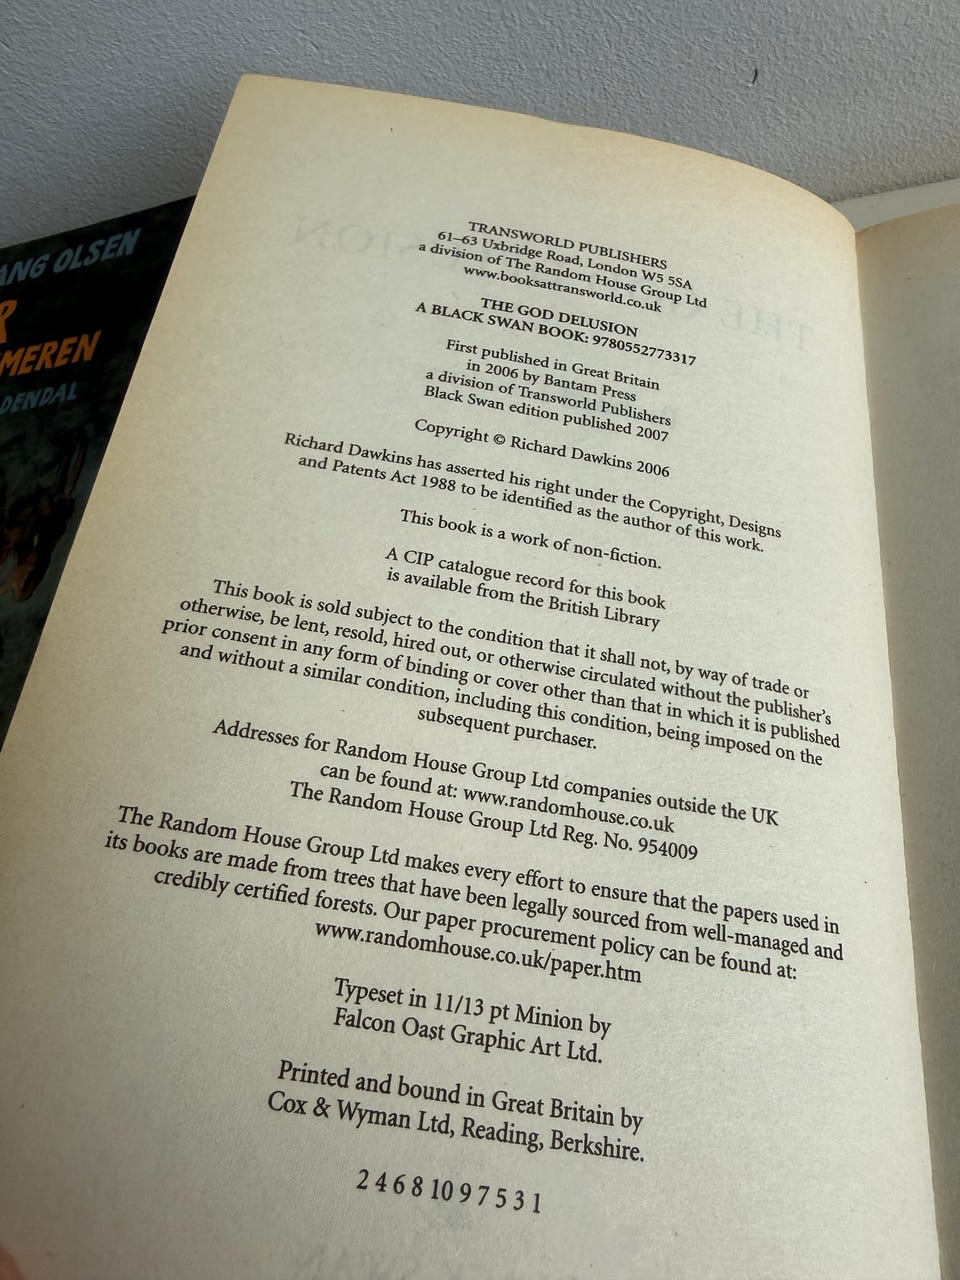 ANG OLSEN
R
MEREN
DENDAL
TRANSWORLD PUBLISHERS
61–63 Uxbridge Road, London W5 5SA
a division of The Random House Group Ltd
www.booksattransworld.co.uk
THE GOD DELUSION
A BLACK SWAN BOOK: 9780552773317
First published in Great Britain
in 2006 by Bantam Press
a division of Transworld Publishers
Black Swan edition published 2007
Copyright © Richard Dawkins 2006
Richard Dawkins has asserted his right under the Copyright, Designs
and Patents Act 1988 to be identified as the author of this work.
This book is a work of non-fiction.
A CIP catalogue record for this book
is available from the British Library
This book is sold subject to the condition that it shall not, by way of trade or
otherwise, be lent, resold, hired out, or otherwise circulated without the publisher's
prior consent in any form of binding or cover other than that in which it is published
and without a similar condition, including this condition, being imposed on the
subsequent purchaser.
Addresses for Random House Group Ltd companies outside the UK
can be found at: www.randomhouse.co.uk
The Random House Group Ltd Reg. No. 954009
The Random House Group Ltd makes every effort to ensure that the papers used in
its books are made from trees that have been legally sourced from well-managed and
credibly certified forests. Our paper procurement policy can be found at:
www.randomhouse.co.uk/paper.htm
Typeset in 11/13 pt Minion by
Falcon Oast Graphic Art Ltd.
Printed and bound in Great Britain by
Cox & Wyman Ltd, Reading, Berkshire.
2 4 6 8 10 9 7 5 3 1